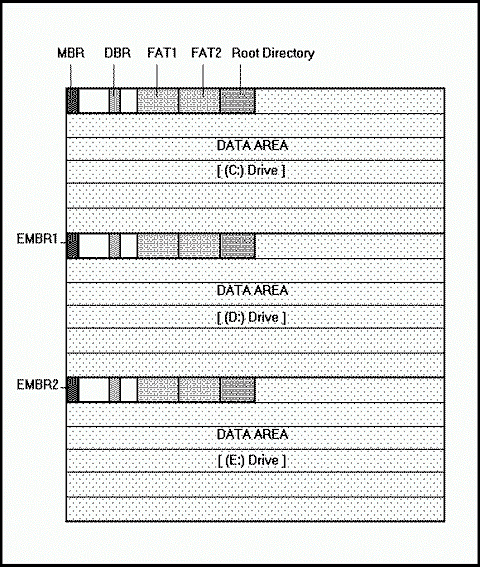 MBR DBR FAT1 FAT2 Root Directory
DATA AREA
[ (C:) Drive ]
EMBR1
DATA AREA
[ (D:) Drive ]
EMBR2
DATA AREA
[ (E:) Drive ]